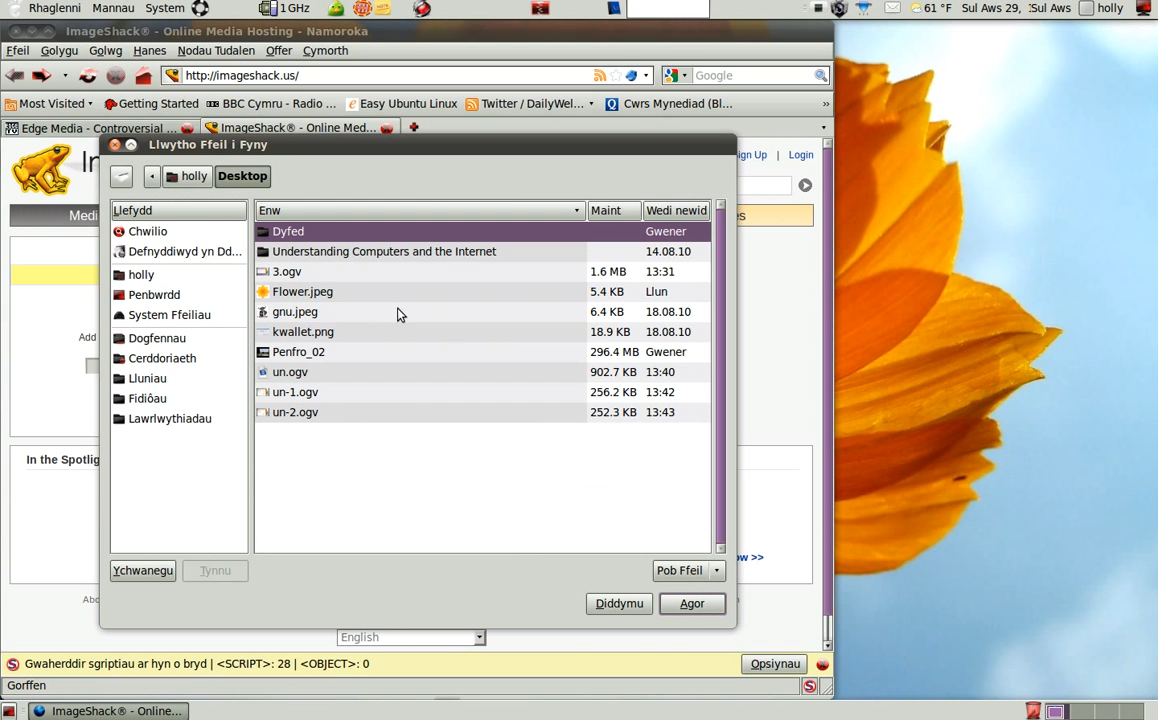 Rhaglenni Mannau System 1 GHz 61 °F Sul Aws 29, Sul Aws holly
ImageShack® - Online Media Hosting - Namoroka
Ffeil Golygu Golwg Hanes Nodau Tudalen Offer Cymorth
http://imageshack.us/ Google
Most Visited Getting Started BBC Cymru - Radio ... Easy Ubuntu Linux Twitter / DailyWel... Cwrs Mynediad (Bl... »
Edge Media - Controversial ... ImageShack® - Online Med...
Llwytho Ffeil i Fyny
Sign Up | Login
holly Desktop
Medi
es
Llefydd
Chwilio
Defnyddiwyd yn Dd...
holly
Penbwrdd
System Ffeiliau
Dogfennau
Cerddoriaeth
Lluniau
Fidiôau
Lawrlwythiadau
Enw Maint Wedi newid
Dyfed Gwener
Understanding Computers and the Internet 14.08.10
3.ogv 1.6 MB 13:31
Flower.jpeg 5.4 KB Llun
gnu.jpeg 6.4 KB 18.08.10
kwallet.png 18.9 KB 18.08.10
Penfro_02 296.4 MB Gwener
un.ogv 902.7 KB 13:40
un-1.ogv 256.2 KB 13:42
un-2.ogv 252.3 KB 13:43
Add
In the Spotlig
ow >>
Ychwanegu Tynnu Pob Ffeil
Diddymu Agor
Abo
English
Gwaherddir sgriptiau ar hyn o bryd | <SCRIPT>: 28 | <OBJECT>: 0 Opsiynau
Gorffen
ImageShack® - Online...